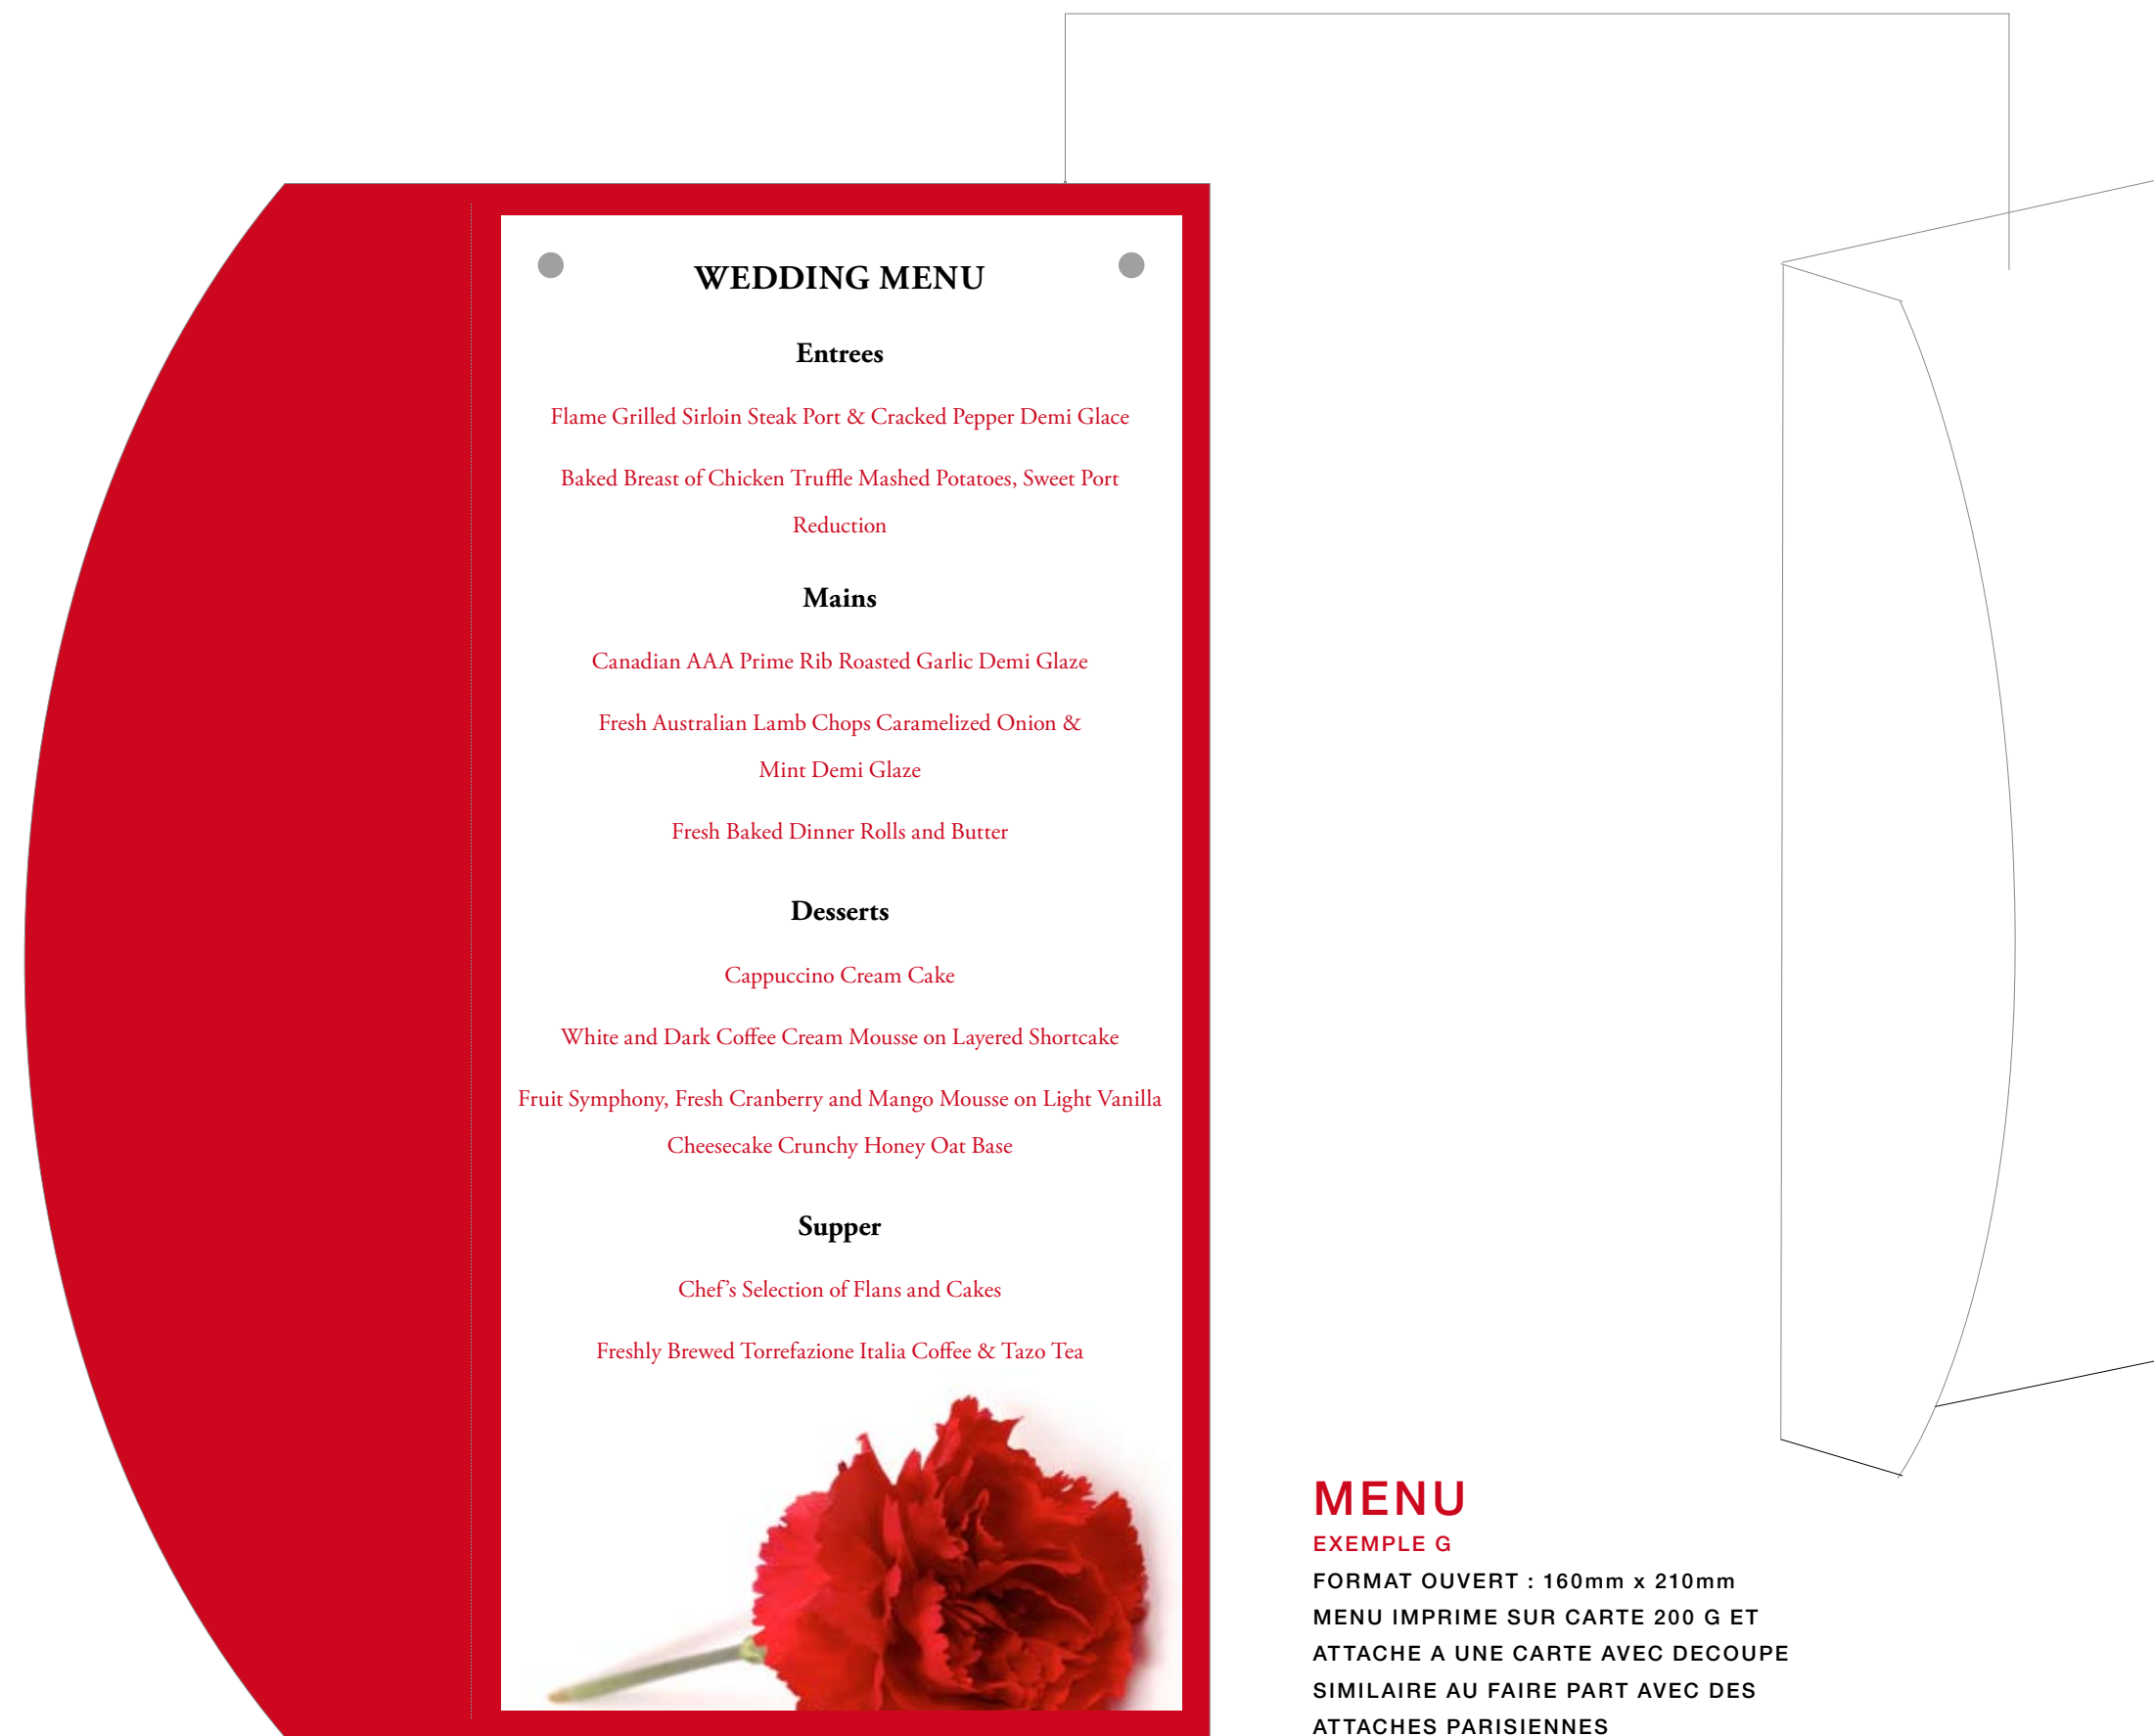 WEDDING MENU
Entrees
Flame Grilled Sirloin Steak Port & Cracked Pepper Demi Glace
Baked Breast of Chicken Truffle Mashed Potatoes, Sweet Port
Reduction
Mains
Canadian AAA Prime Rib Roasted Garlic Demi Glaze
Fresh Australian Lamb Chops Caramelized Onion &
Mint Demi Glaze
Fresh Baked Dinner Rolls and Butter
Desserts
Cappuccino Cream Cake
White and Dark Coffee Cream Mousse on Layered Shortcake
Fruit Symphony, Fresh Cranberry and Mango Mousse on Light Vanilla
Cheesecake Crunchy Honey Oat Base
Supper
Chef’s Selection of Flans and Cakes
Freshly Brewed Torrefazione Italia Coffee & Tazo Tea
MENU
EXEMPLE G
FORMAT OUVERT : 160mm x 210mm
MENU IMPRIME SUR CARTE 200 G ET
ATTACHE A UNE CARTE AVEC DECOUPE
SIMILAIRE AU FAIRE PART AVEC DES
ATTACHES PARISIENNES